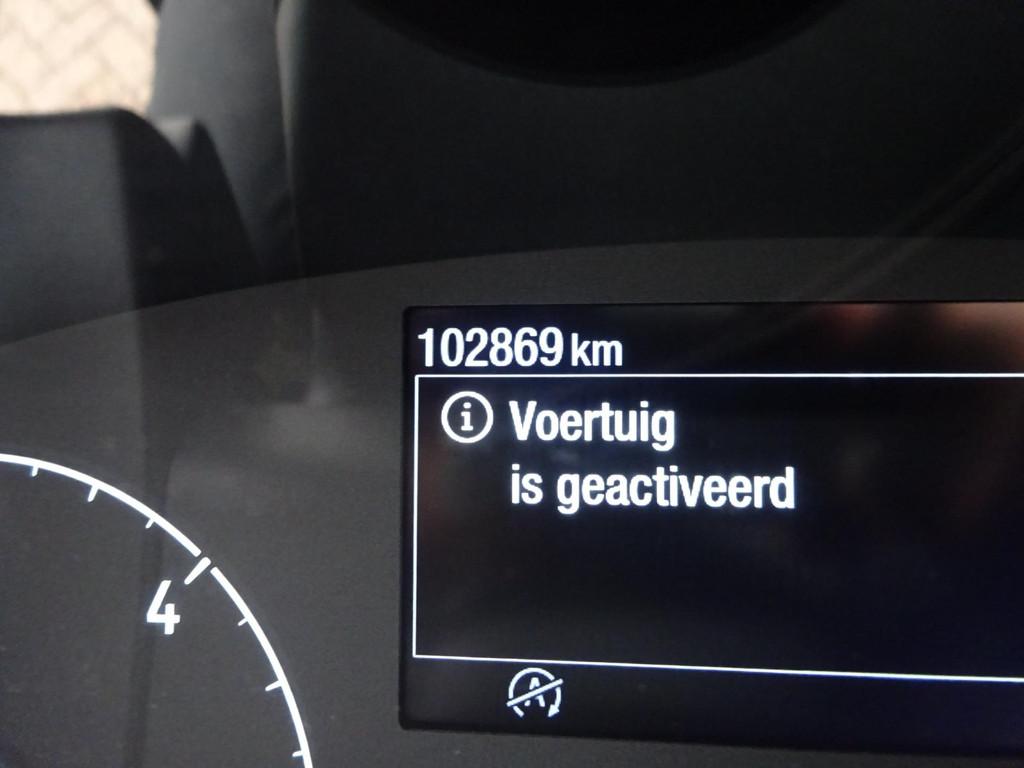 102869 km
i Voertuig
is geactiveerd
4
A